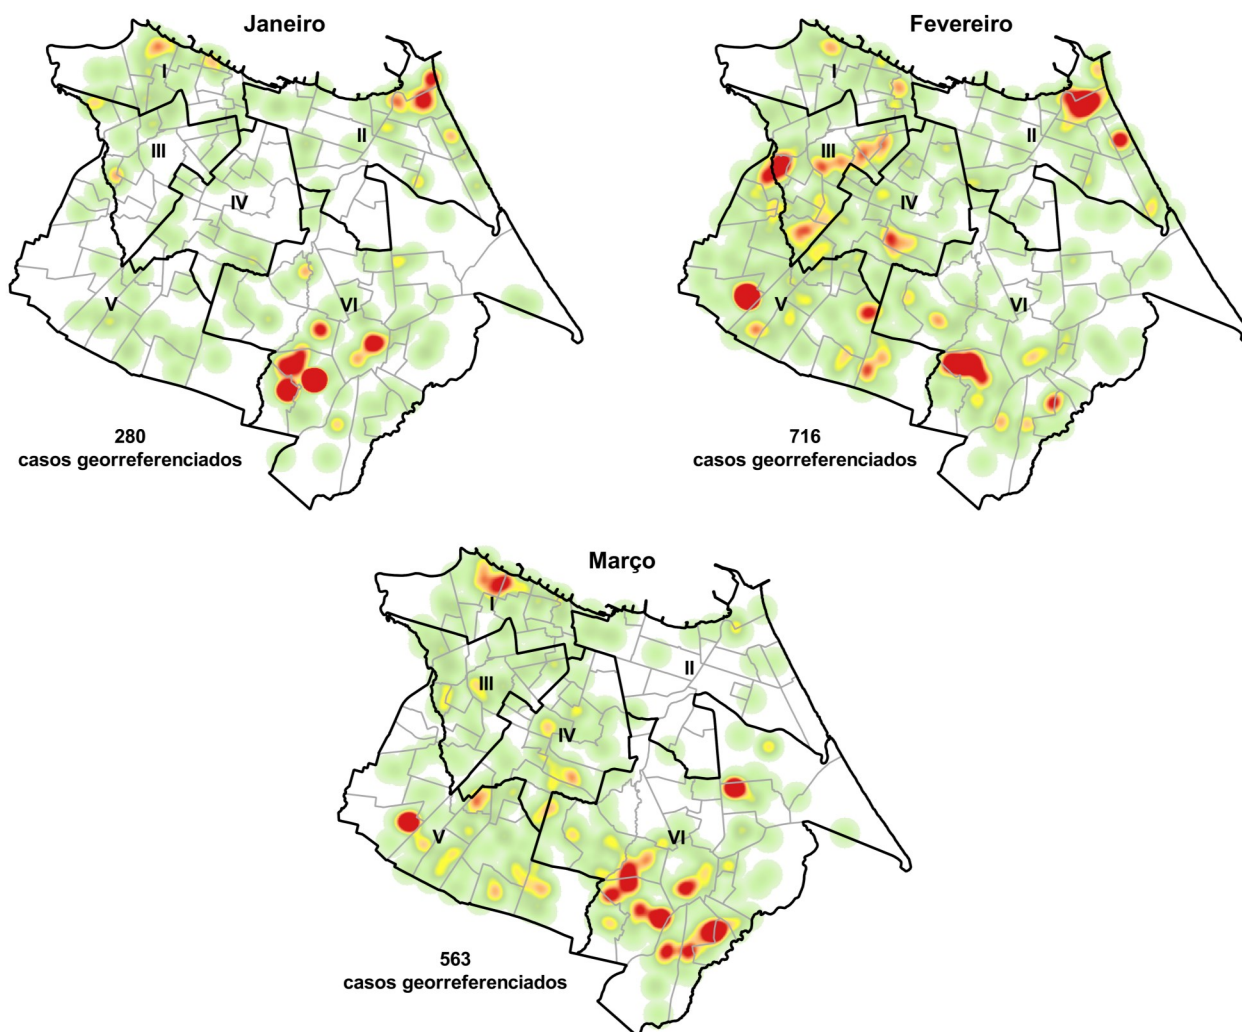 Janeiro
I
II
III
IV
V
VI
280
casos georreferenciados
Fevereiro
I
II
III
IV
V
VI
716
casos georreferenciados
Março
I
II
III
IV
V
VI
563
casos georreferenciados